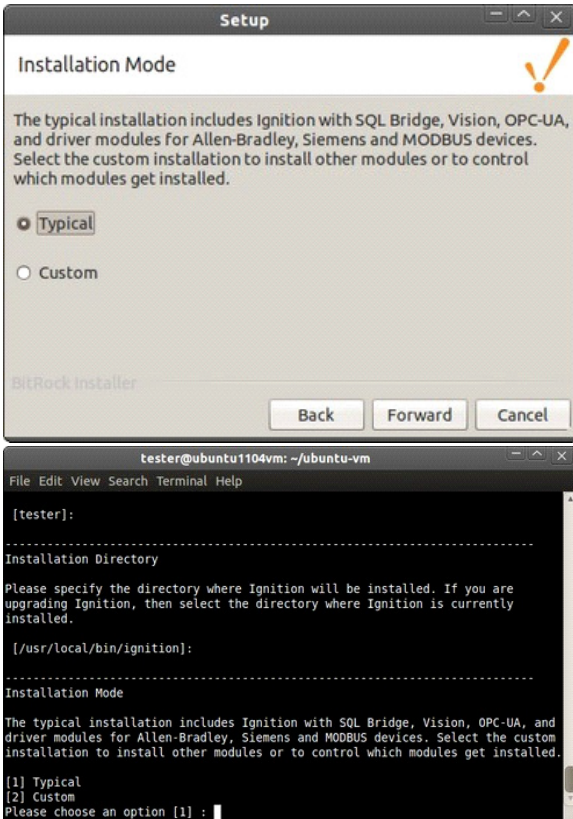 Setup
Installation Mode
The typical installation includes Ignition with SQL Bridge, Vision, OPC-UA,
and driver modules for Allen-Bradley, Siemens and MODBUS devices.
Select the custom installation to install other modules or to control
which modules get installed.
Typical
Custom
BitRock Installer
Back Forward Cancel
tester@ubuntu1104vm: ~/ubuntu-vm
File Edit View Search Terminal Help
[tester]:
----------------------------------------------------------------------------
Installation Directory
Please specify the directory where Ignition will be installed. If you are
upgrading Ignition, then select the directory where Ignition is currently
installed.
[/usr/local/bin/ignition]:
----------------------------------------------------------------------------
Installation Mode
The typical installation includes Ignition with SQL Bridge, Vision, OPC-UA, and
driver modules for Allen-Bradley, Siemens and MODBUS devices. Select the custom
installation to install other modules or to control which modules get installed.
[1] Typical
[2] Custom
Please choose an option [1] :